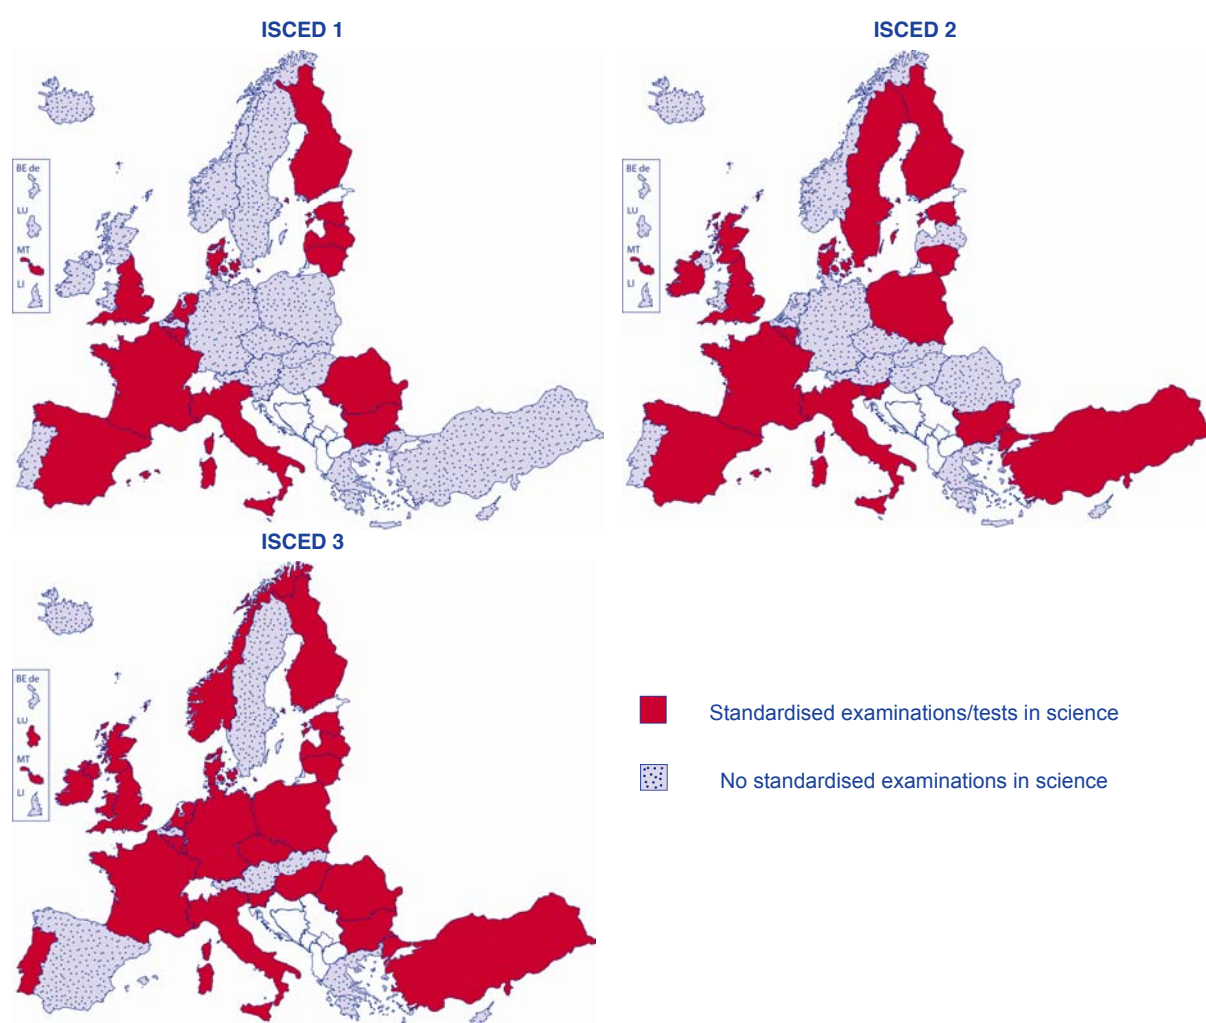 ISCED 1
ISCED 2
BE de
LU
MT
LI
BE de
LU
MT
LI
ISCED 3
BE de
LU
MT
LI
Standardised examinations/tests in science
No standardised examinations in science